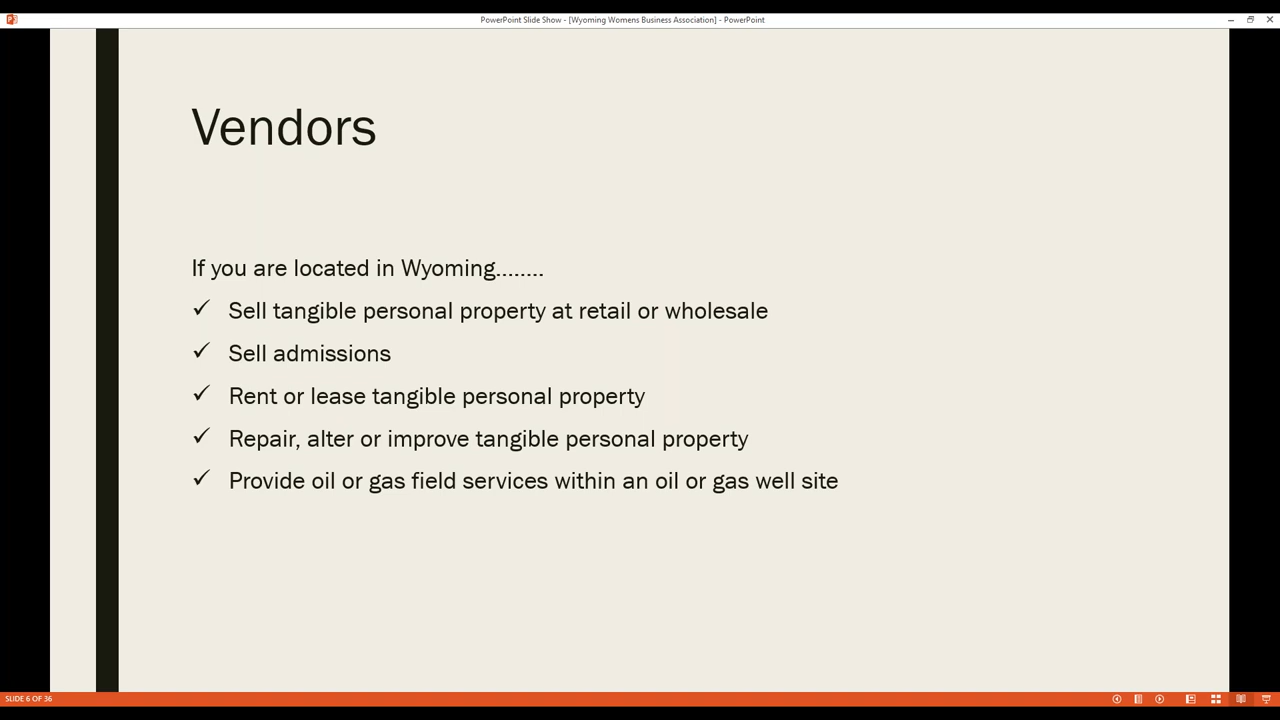 PowerPoint Slide Show - [Wyoming Womens Business Association] - PowerPoint
Vendors
If you are located in Wyoming........
✓ Sell tangible personal property at retail or wholesale
✓ Sell admissions
✓ Rent or lease tangible personal property
✓ Repair, alter or improve tangible personal property
✓ Provide oil or gas field services within an oil or gas well site
SLIDE 6 OF 36